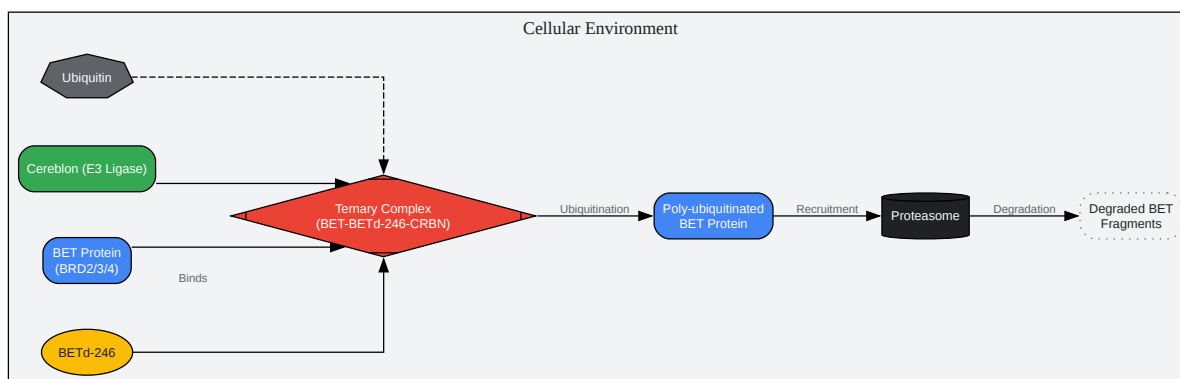 Cellular Environment
Ubiquitin
Cereblon (E3 Ligase)
BET Protein
(BRD2/3/4)
Binds
BETd-246
Ternary Complex
(BET-BETd-246-CRBN)
Ubiquitination
Poly-ubiquitinated
BET Protein
Recruitment
Proteasome
Degradation
Degraded BET
Fragments